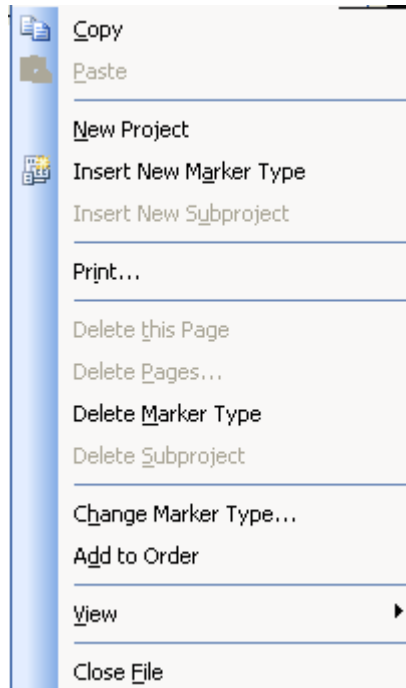 Copy
Paste
New Project
Insert New Marker Type
Insert New Subproject
Print...
Delete this Page
Delete Pages...
Delete Marker Type
Delete Subproject
Change Marker Type...
Add to Order
View
Close File